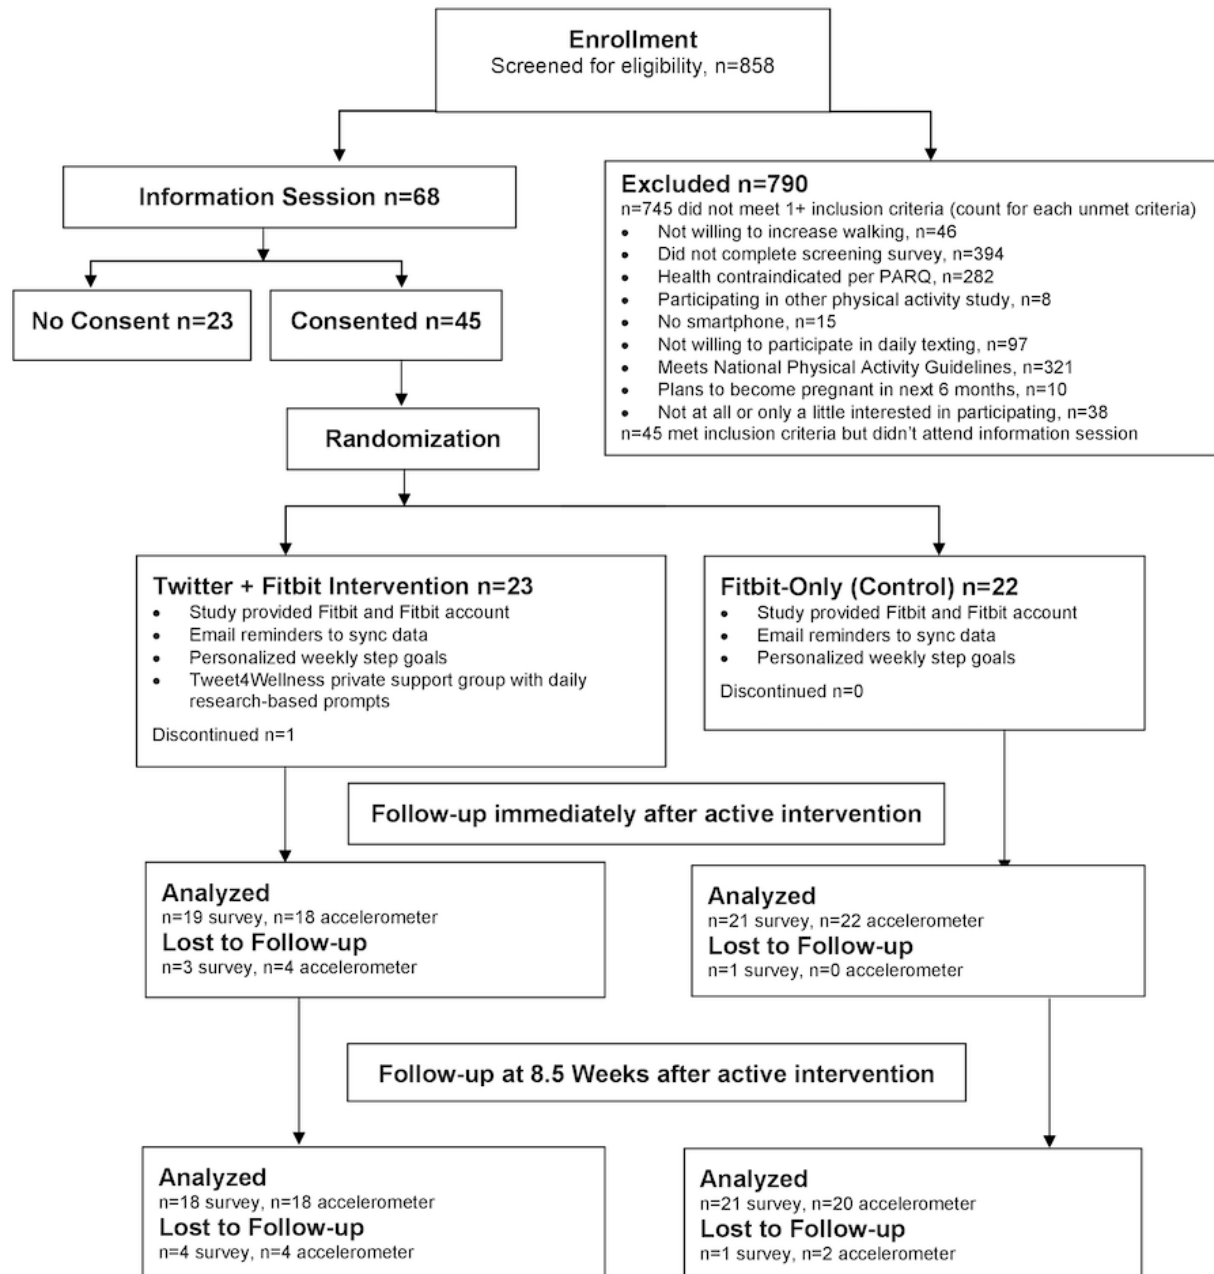 Enrollment
Screened for eligibility, n=858
Information Session n=68
Excluded n=790
n=745 did not meet 1+ inclusion criteria (count for each unmet criteria)
• Not willing to increase walking, n=46
• Did not complete screening survey, n=394
• Health contraindicated per PARQ, n=282
• Participating in other physical activity study, n=8
• No smartphone, n=15
• Not willing to participate in daily texting, n=97
• Meets National Physical Activity Guidelines, n=321
• Plans to become pregnant in next 6 months, n=10
• Not at all or only a little interested in participating, n=38
n=45 met inclusion criteria but didn't attend information session
No Consent n=23
Consented n=45
Randomization
Twitter + Fitbit Intervention n=23
• Study provided Fitbit and Fitbit account
• Email reminders to sync data
• Personalized weekly step goals
• Tweet4Wellness private support group with daily
research-based prompts
Discontinued n=1
Fitbit-Only (Control) n=22
• Study provided Fitbit and Fitbit account
• Email reminders to sync data
• Personalized weekly step goals
Discontinued n=0
Follow-up immediately after active intervention
Analyzed
n=19 survey, n=18 accelerometer
Lost to Follow-up
n=3 survey, n=4 accelerometer
Analyzed
n=21 survey, n=22 accelerometer
Lost to Follow-up
n=1 survey, n=0 accelerometer
Follow-up at 8.5 Weeks after active intervention
Analyzed
n=18 survey, n=18 accelerometer
Lost to Follow-up
n=4 survey, n=4 accelerometer
Analyzed
n=21 survey, n=20 accelerometer
Lost to Follow-up
n=1 survey, n=2 accelerometer